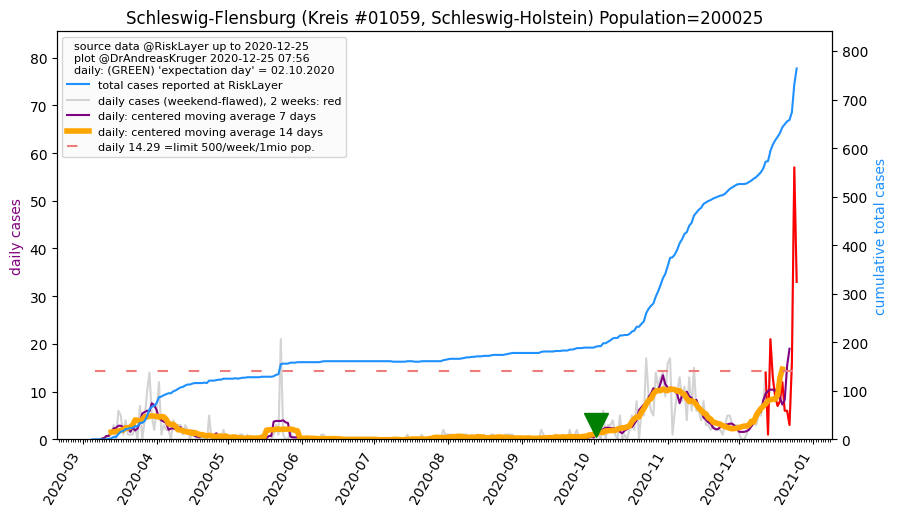 Schleswig-Flensburg (Kreis #01059, Schleswig-Holstein) Population=200025
source data @RiskLayer up to 2020-12-25
plot @DrAndreasKruger 2020-12-25 07:56
daily: (GREEN) 'expectation day' = 02.10.2020
total cases reported at RiskLayer
daily cases (weekend-flawed), 2 weeks: red
daily: centered moving average 7 days
daily: centered moving average 14 days
daily 14.29 =limit 500/week/1mio pop.
daily cases
80
70
60
50
40
30
20
10
0
800
700
600
500
400
300
200
100
0
cumulative total cases
2020-03
2020-04
2020-05
2020-06
2020-07
2020-08
2020-09
2020-10
2020-11
2020-12
2021-01